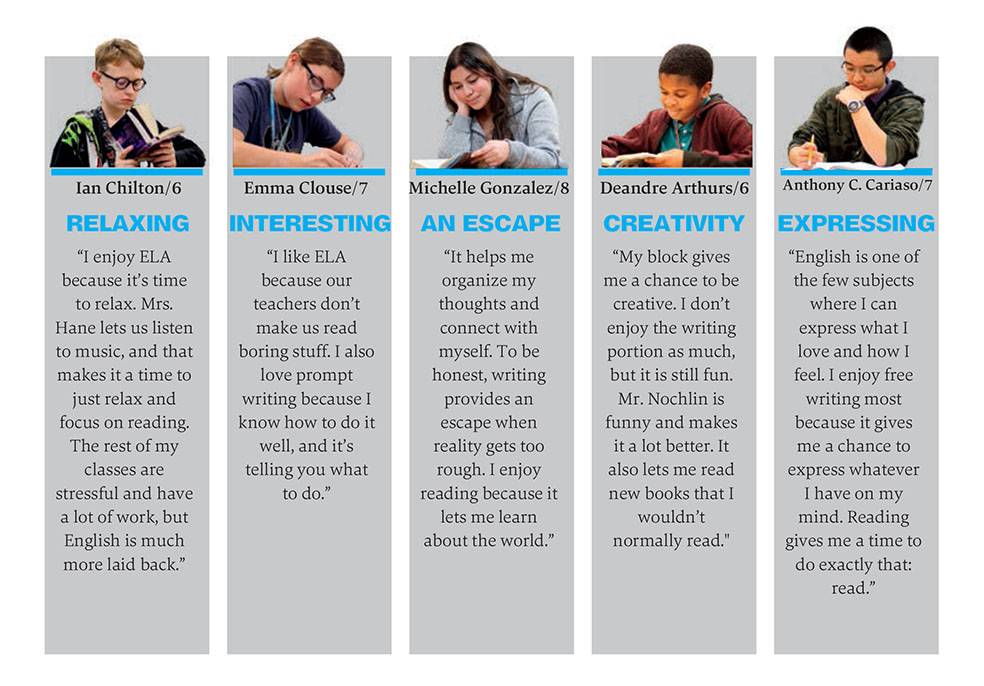 Ian Chilton/6
RELAXING
“I enjoy ELA
because it’s time
to relax. Mrs.
Hane lets us listen
to music, and that
makes it a time to
just relax and
focus on reading.
The rest of my
classes are
stressful and have
a lot of work, but
English is much
more laid back.”
Emma Clouse/7
INTERESTING
“I like ELA
because our
teachers don’t
make us read
boring stuff. I also
love prompt
writing because I
know how to do it
well, and it’s
telling you what
to do.”
Michelle Gonzalez/8
AN ESCAPE
“It helps me
organize my
thoughts and
connect with
myself. To be
honest, writing
provides an
escape when
reality gets too
rough. I enjoy
reading because it
lets me learn
about the world.”
Deandre Arthurs/6
CREATIVITY
“My block gives
me a chance to be
creative. I don’t
enjoy the writing
portion as much,
but it is still fun.
Mr. Nochlin is
funny and makes
it a lot better. It
also lets me read
new books that I
wouldn’t
normally read."
Anthony C. Cariaso/7
EXPRESSING
“English is one of
the few subjects
where I can
express what I
love and how I
feel. I enjoy free
writing most
because it gives
me a chance to
express whatever
I have on my
mind. Reading
gives me a time to
do exactly that:
read.”